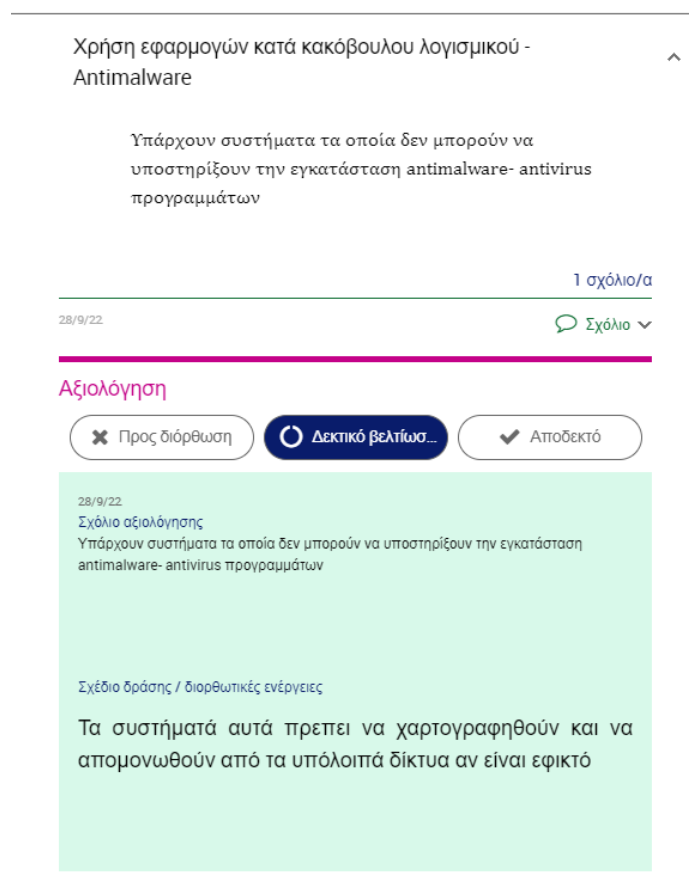 Χρήση εφαρμογών κατά κακόβουλου λογισμικού -
Antimalware
Υπάρχουν συστήματα τα οποία δεν μπορούν να
υποστηρίξουν την εγκατάσταση antimalware- antivirus
προγραμμάτων
1 σχόλιο/α
28/9/22
Σχόλιο
Αξιολόγηση
Προς διόρθωση
Δεκτικό βελτίωσ...
Αποδεκτό
28/9/22
Σχόλιο αξιολόγησης
Υπάρχουν συστήματα τα οποία δεν μπορούν να υποστηρίξουν την εγκατάσταση
antimalware- antivirus προγραμμάτων
Σχέδιο δράσης / διορθωτικές ενέργειες
Τα συστήματά αυτά πρεπει να χαρτογραφηθούν και να
απομονωθούν από τα υπόλοιπά δίκτυα αν είναι εφικτό